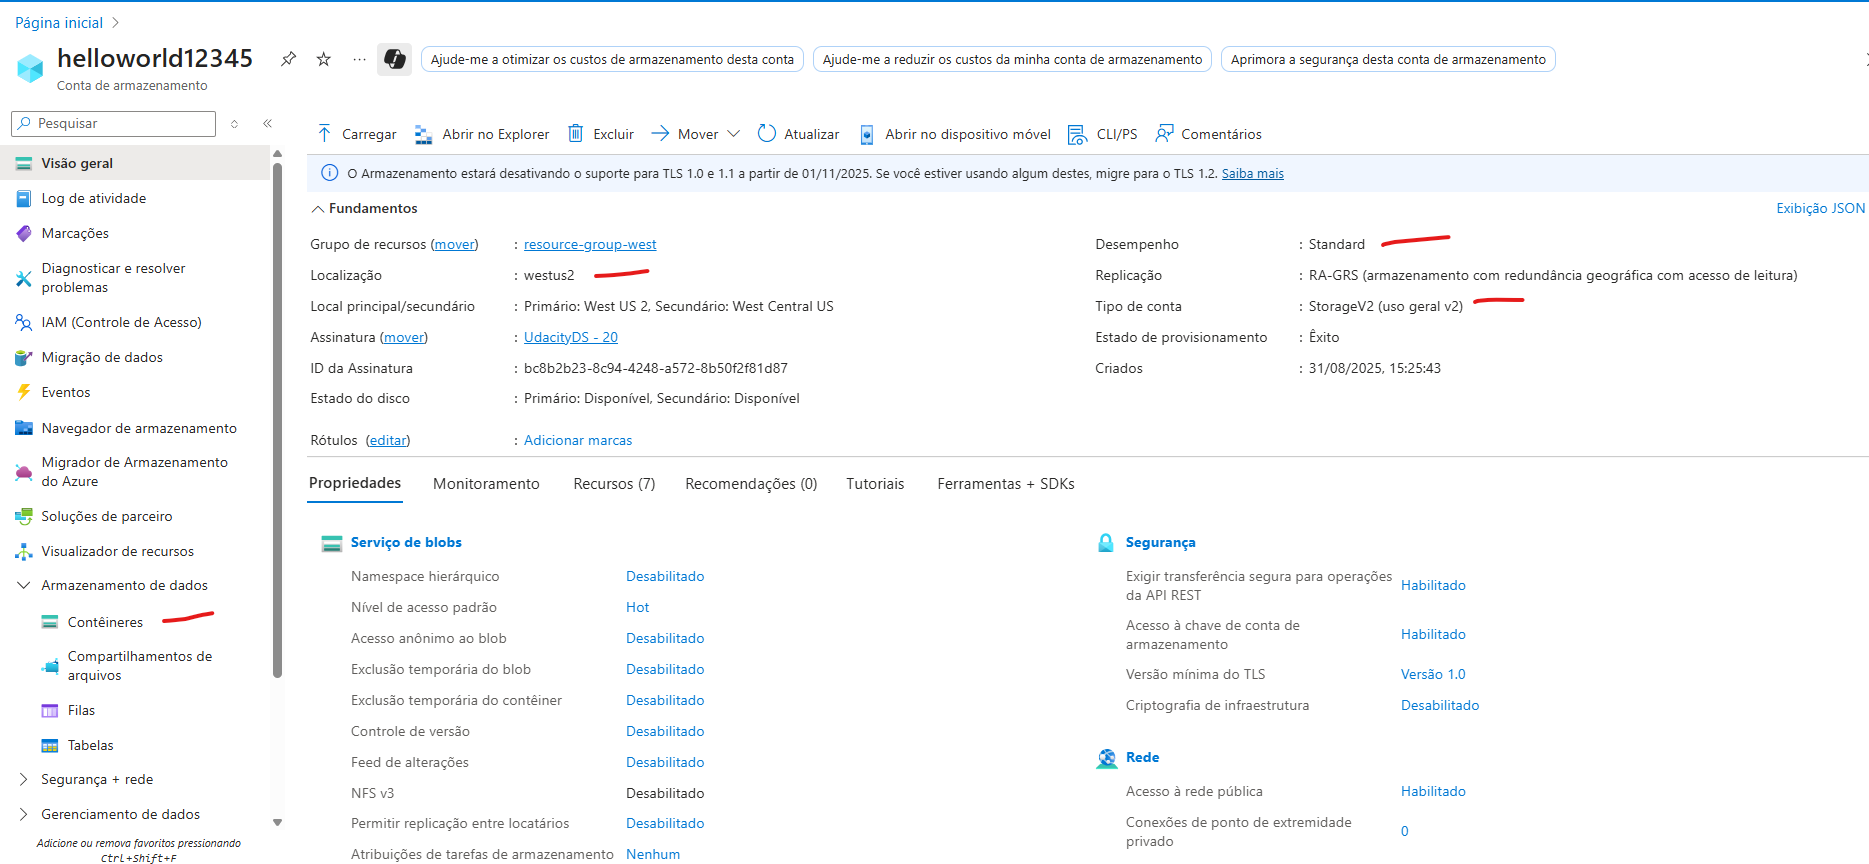 Página inicial
helloworld12345
Conta de armazenamento
Ajude-me a otimizar os custos de armazenamento desta conta
Ajude-me a reduzir os custos da minha conta de armazenamento
Aprimora a segurança desta conta de armazenamento
Pesquisar
Visão geral
Log de atividade
Marcações
Diagnosticar e resolver
problemas
IAM (Controle de Acesso)
Migração de dados
Eventos
Navegador de armazenamento
Migrador de Armazenamento
do Azure
Soluções de parceiro
Visualizador de recursos
Armazenamento de dados
Contêineres
Compartilhamentos de
arquivos
Filas
Tabelas
Segurança + rede
Gerenciamento de dados
Adicione ou remova favoritos pressionando
Ctrl+Shift+F
Carregar
Abrir no Explorer
Excluir
Mover
Atualizar
Abrir no dispositivo móvel
CLI/PS
Comentários
O Armazenamento estará desativando o suporte para TLS 1.0 e 1.1 a partir de 01/11/2025. Se você estiver usando algum destes, migre para o TLS 1.2. Saiba mais
Fundamentos
Exibição JSON
Grupo de recursos (mover) : resource-group-west
Localização : westus2
Local principal/secundário : Primário: West US 2, Secundário: West Central US
Assinatura (mover) : UdacityDS - 20
ID da Assinatura : bc8b2b23-8c94-4248-a572-8b50f2f81d87
Estado do disco : Primário: Disponível, Secundário: Disponível
Rótulos (editar) : Adicionar marcas
Desempenho : Standard
Replicação : RA-GRS (armazenamento com redundância geográfica com acesso de leitura)
Tipo de conta : StorageV2 (uso geral v2)
Estado de provisionamento : Êxito
Criados : 31/08/2025, 15:25:43
Propriedades
Monitoramento
Recursos (7)
Recomendações (0)
Tutoriais
Ferramentas + SDKs
Serviço de blobs
Namespace hierárquico Desabilitado
Nível de acesso padrão Hot
Acesso anônimo ao blob Desabilitado
Exclusão temporária do blob Desabilitado
Exclusão temporária do contêiner Desabilitado
Controle de versão Desabilitado
Feed de alterações Desabilitado
NFS v3 Desabilitado
Permitir replicação entre locatários Desabilitado
Atribuições de tarefas de armazenamento Nenhum
Segurança
Exigir transferência segura para operações
da API REST Habilitado
Acesso à chave de conta de
armazenamento Habilitado
Versão mínima do TLS Versão 1.0
Criptografia de infraestrutura Desabilitado
Rede
Acesso à rede pública Habilitado
Conexões de ponto de extremidade
privado 0